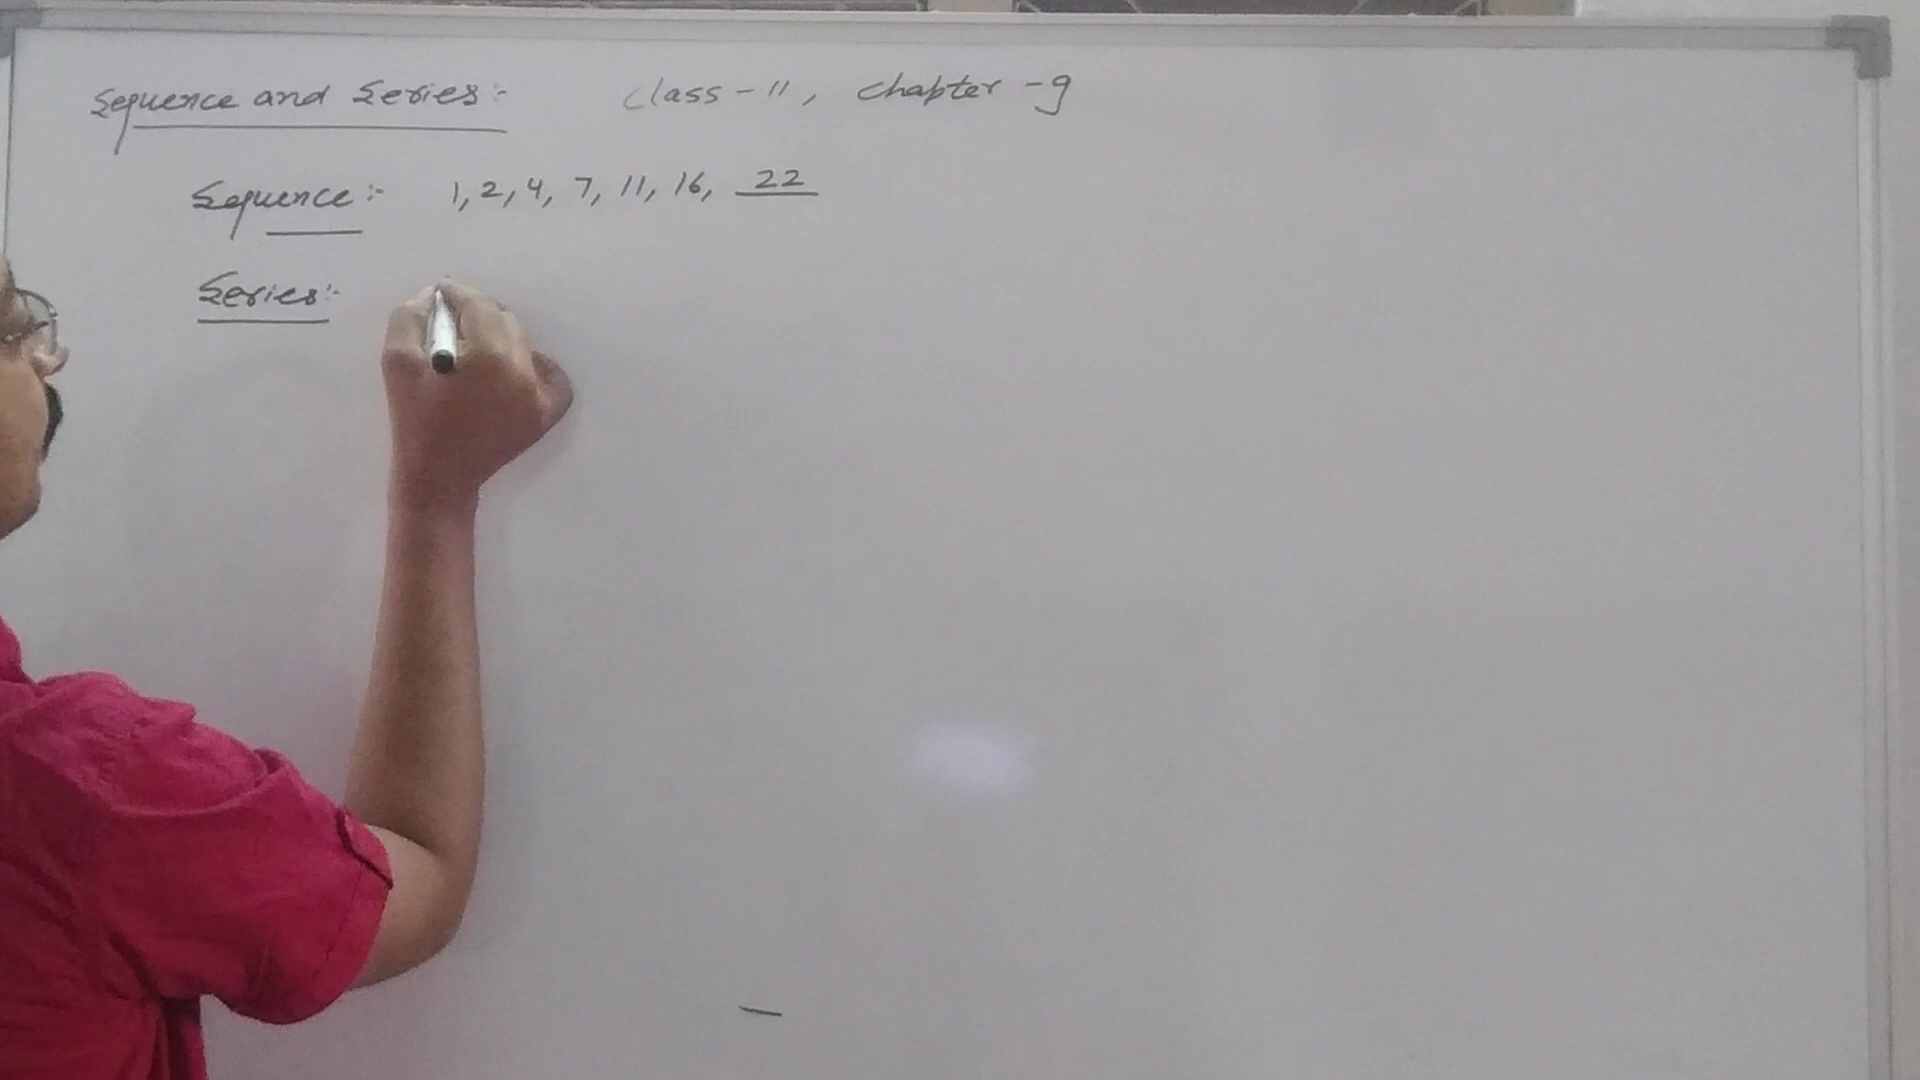 Sequence and Series:- Class - 11, Chapter - 9
Sequence:- 1, 2, 4, 7, 11, 16, 22
Series:-